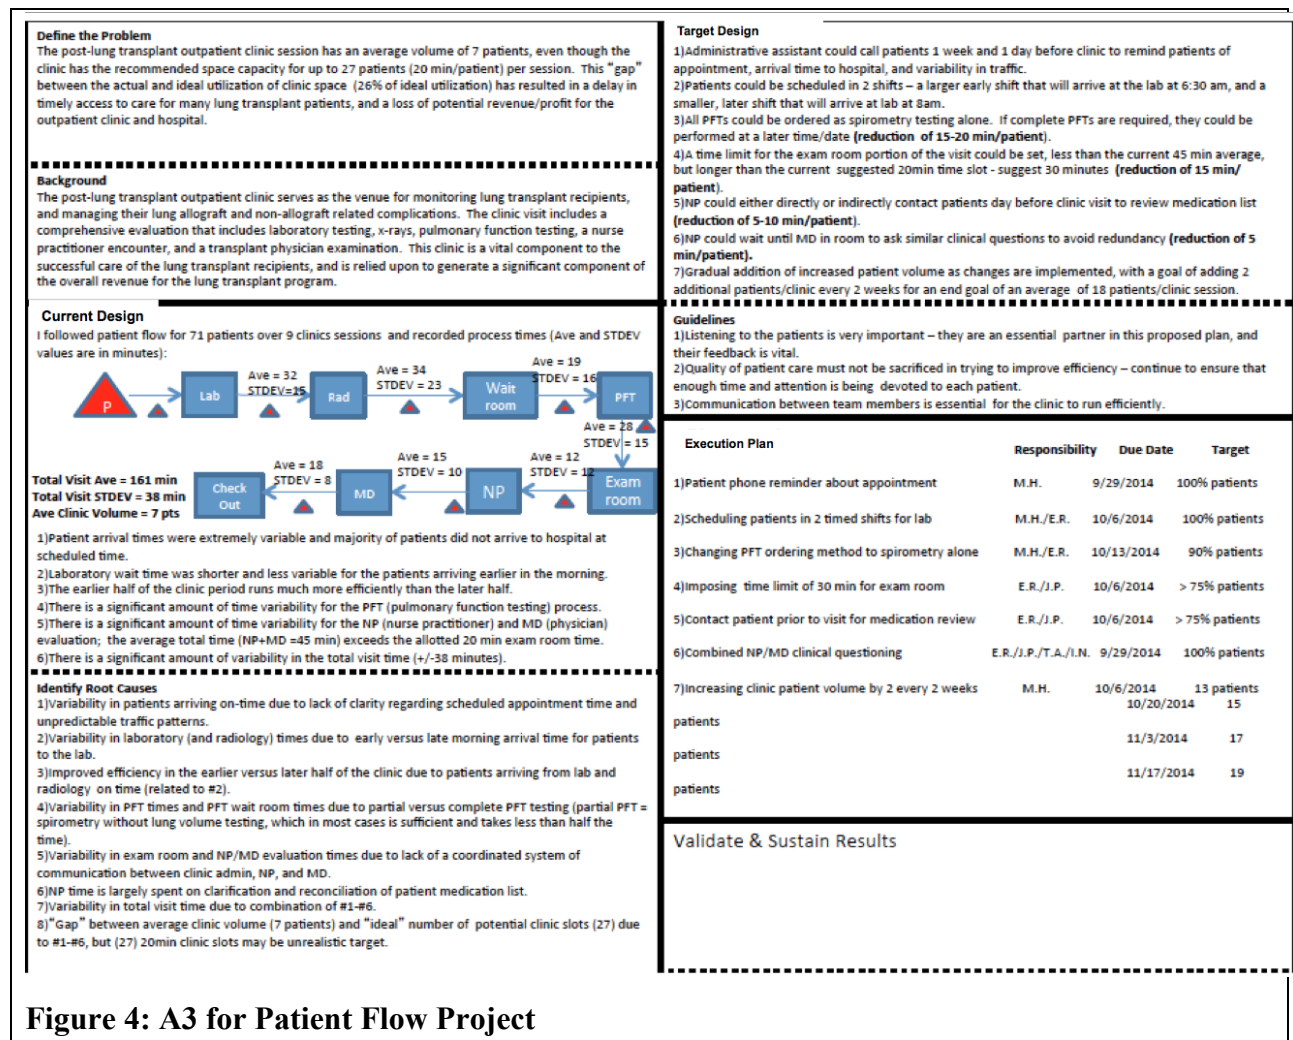 Define the Problem
The post-lung transplant outpatient clinic session has an average volume of 7 patients, even though the
clinic has the recommended space capacity for up to 27 patients (20 min/patient) per session.  This “gap”
between the actual and ideal utilization of clinic space  (26% of ideal utilization) has resulted in a delay in
timely access to care for many lung transplant patients, and a loss of potential revenue/profit for the
outpatient clinic and hospital.
Background
The post-lung transplant outpatient clinic serves as the venue for monitoring lung transplant recipients,
and managing their lung allograft and non-allograft related complications.  The clinic visit includes a
comprehensive evaluation that includes laboratory testing, x-rays, pulmonary function testing, a nurse
practitioner encounter, and a transplant physician examination.  This clinic is a vital component to the
successful care of the lung transplant recipients, and is relied upon to generate a significant component of
the overall revenue for the lung transplant program.
Current Design
I followed patient flow for 71 patients over 9 clinics sessions  and recorded process times (Ave and STDEV
values are in minutes):
P
Lab
Ave = 32
STDEV=15
Rad
Ave = 34
STDEV = 23
Wait
room
Ave = 19
STDEV = 16
PFT
Ave = 28
STDEV = 15
Exam
room
Ave = 12
STDEV = 12
NP
Ave = 15
STDEV = 10
MD
Ave = 18
STDEV = 8
Check
Out
Total Visit Ave = 161 min
Total Visit STDEV = 38 min
Ave Clinic Volume = 7 pts
1)Patient arrival times were extremely variable and majority of patients did not arrive to hospital at
scheduled time.
2)Laboratory wait time was shorter and less variable for the patients arriving earlier in the morning.
3)The earlier half of the clinic period runs much more efficiently than the later half.
4)There is a significant amount of time variability for the PFT (pulmonary function testing) process.
5)There is a significant amount of time variability for the NP (nurse practitioner) and MD (physician)
evaluation;  the average total time (NP+MD =45 min) exceeds the allotted 20 min exam room time.
6)There is a significant amount of variability in the total visit time (+/-38 minutes).
Identify Root Causes
1)Variability in patients arriving on-time due to lack of clarity regarding scheduled appointment time and
unpredictable traffic patterns.
2)Variability in laboratory (and radiology) times due to  early versus late morning arrival time for patients
to the lab.
3)Improved efficiency in the earlier versus later half of the clinic due to patients arriving from lab and
radiology  on time (related to #2).
4)Variability in PFT times and PFT wait room times due to partial versus complete PFT testing (partial PFT =
spirometry without lung volume testing, which in most cases is sufficient and takes less than half the
time).
5)Variability in exam room and NP/MD evaluation times due to lack of a coordinated system of
communication between clinic admin, NP, and MD.
6)NP time is largely spent on clarification and reconciliation of patient medication list.
7)Variability in total visit time due to combination of #1-#6.
8)“Gap” between average clinic volume (7 patients) and “ideal” number of  potential clinic slots (27) due
to #1-#6, but (27) 20min clinic slots may be unrealistic target.
Target Design
1)Administrative assistant could call patients 1 week and 1 day before clinic to remind patients of
appointment, arrival time to hospital, and variability in traffic.
2)Patients could be scheduled in 2 shifts – a larger early shift that will arrive at the lab at 6:30 am, and a
smaller, later shift that will arrive at lab at 8am.
3)All PFTs could be ordered as spirometry testing alone.  If complete PFTs are required, they could be
performed at a later time/date (reduction  of 15-20 min/patient).
4)A time limit for the exam room portion of the visit could be set, less than the current 45 min average,
but longer than the current  suggested 20min time slot - suggest 30 minutes  (reduction of 15 min/
patient).
5)NP could either directly or indirectly contact patients day before clinic visit to review medication list
(reduction of 5-10 min/patient).
6)NP could wait until MD in room to ask similar clinical questions to avoid redundancy (reduction of 5
min/patient).
7)Gradual addition of increased patient volume as changes are implemented, with a goal of adding 2
additional patients/clinic every 2 weeks for an end goal of an average  of 18 patients/clinic session.
Guidelines
1)Listening to the patients is very important – they are an essential  partner in this proposed plan, and
their feedback is vital.
2)Quality of patient care must not be sacrificed in trying to improve efficiency – continue to ensure that
enough time and attention is being  devoted to each patient.
3)Communication between team members is essential  for the clinic to run efficiently.
Execution Plan Responsibility Due Date Target
1)Patient phone reminder about appointment M.H. 9/29/2014 100% patients
2)Scheduling patients in 2 timed shifts for lab M.H./E.R. 10/6/2014 100% patients
3)Changing PFT ordering method to spirometry alone M.H./E.R. 10/13/2014 90% patients
4)Imposing  time limit of 30 min for exam room E.R./J.P. 10/6/2014 > 75% patients
5)Contact patient prior to visit for medication review E.R./J.P. 10/6/2014 > 75% patients
6)Combined NP/MD clinical questioning E.R./J.P./T.A./I.N. 9/29/2014 100% patients
7)Increasing clinic patient volume by 2 every 2 weeks M.H. 10/6/2014 13 patients
10/20/2014 15
patients
11/3/2014 17
patients
11/17/2014 19
patients
Validate & Sustain Results
Figure 4: A3 for Patient Flow Project